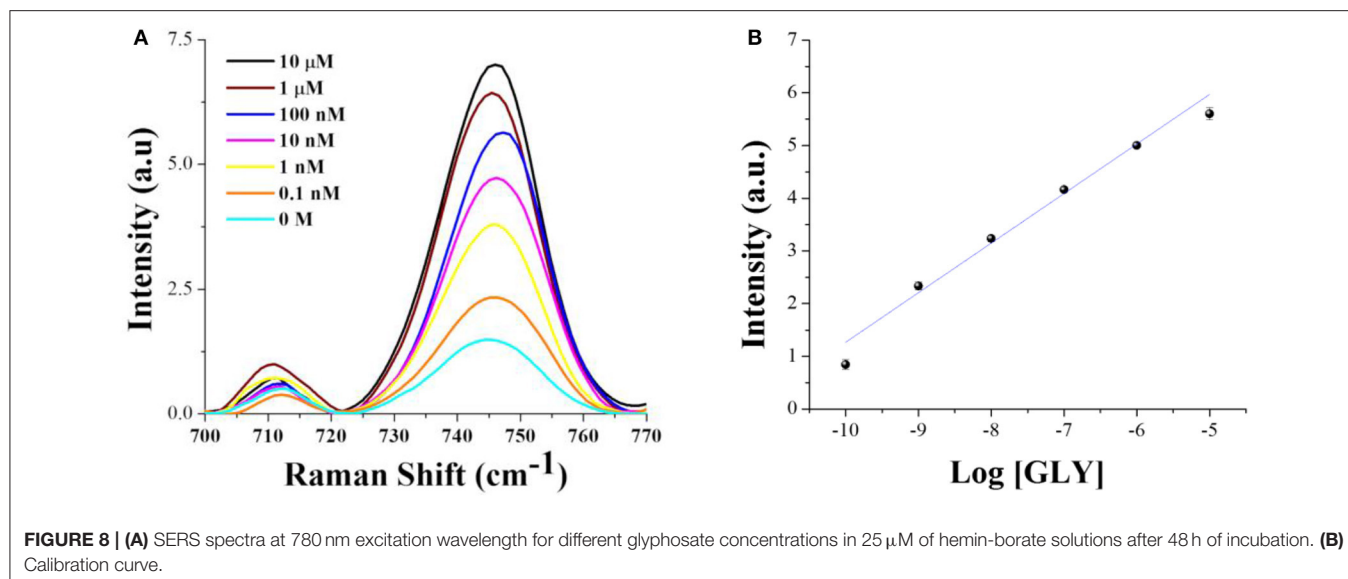 A
7.5
5.0
2.5
0.0
Intensity (a.u)
10 μM
1 μM
100 nM
10 nM
1 nM
0.1 nM
0 M
700 710 720 730 740 750 760 770
Raman Shift (cm-1)
B
7
6
5
4
3
2
1
0
Intensity (a.u.)
-10 -9 -8 -7 -6 -5
Log [GLY]
FIGURE 8 | (A) SERS spectra at 780 nm excitation wavelength for different glyphosate concentrations in 25 μM of hemin-borate solutions after 48 h of incubation. (B)
Calibration curve.